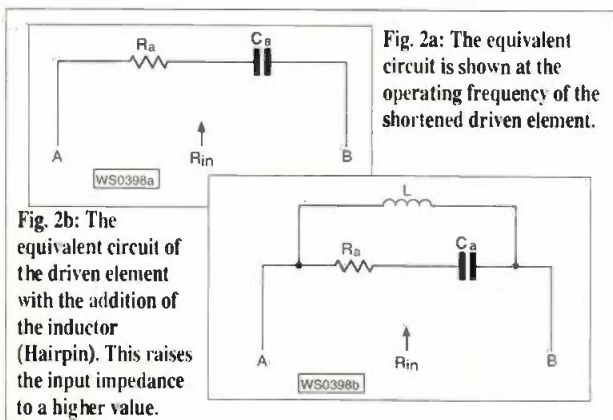 Ra
Ca
A
Rin
B
WS0398a
Fig. 2a: The equivalent
circuit is shown at the
operating frequency of the
shortened driven element.
Fig. 2b: The
equivalent circuit of
the driven element
with the addition of
the inductor
(Hairpin). This raises
the input impedance
to a higher value.
L
Ra
Ca
A
Rin
B
WS0398b